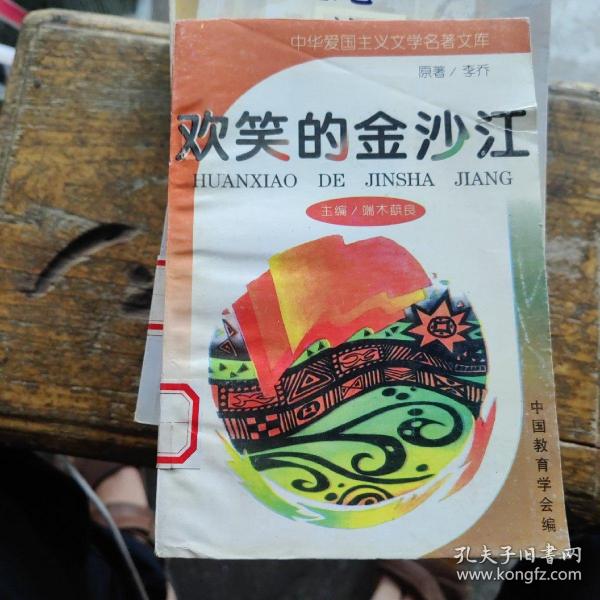 中华爱国主义文学名著文库
原著/李乔
欢笑的金沙江
HUANXIAO DE JINSHA JIANG
主编/端木蕻良
中国教育学会编
孔夫子旧书网
www.kongfz.com